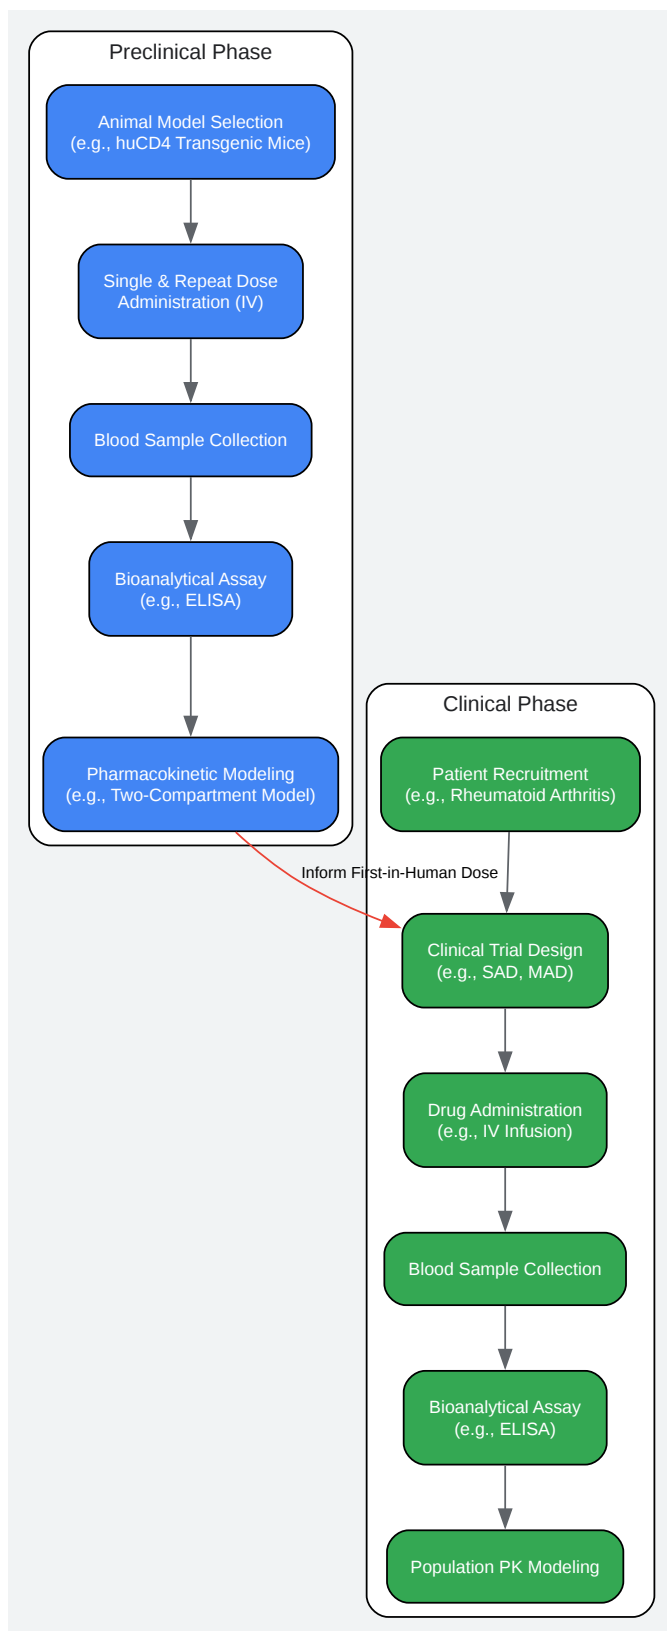 Preclinical Phase
Animal Model Selection
(e.g., huCD4 Transgenic Mice)
Single & Repeat Dose
Administration (IV)
Blood Sample Collection
Bioanalytical Assay
(e.g., ELISA)
Pharmacokinetic Modeling
(e.g., Two-Compartment Model)
Inform First-in-Human Dose
Clinical Phase
Patient Recruitment
(e.g., Rheumatoid Arthritis)
Clinical Trial Design
(e.g., SAD, MAD)
Drug Administration
(e.g., IV Infusion)
Blood Sample Collection
Bioanalytical Assay
(e.g., ELISA)
Population PK Modeling